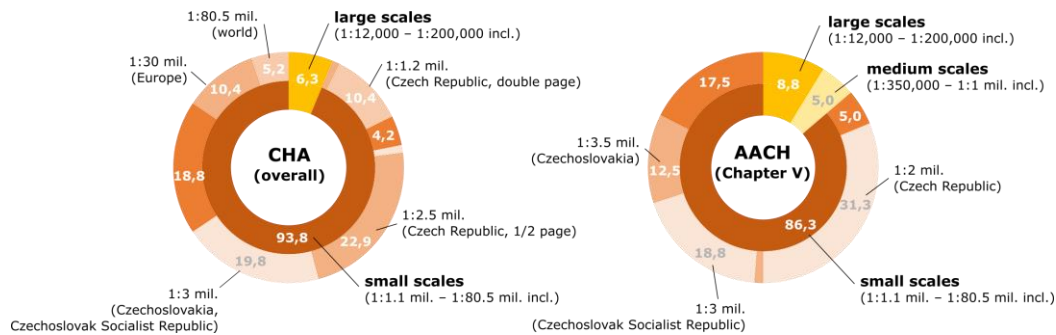 1:80.5 mil.
(world)
large scales
(1:12,000 – 1:200,000 incl.)
1:30 mil.
(Europe)
5,2
6,3
1:1.2 mil.
(Czech Republic, double page)
10,4
10,4
4,2
CHA
(overall)
18,8
1:2.5 mil.
(Czech Republic, 1/2 page)
93,8
22,9
19,8
small scales
(1:1.1 mil. – 1:80.5 mil. incl.)
1:3 mil.
(Czechoslovakia,
Czechoslovak Socialist Republic)
large scales
(1:12,000 – 1:200,000 incl.)
medium scales
(1:350,000 – 1:1 mil. incl.)
17,5
8,8
5,0
5,0
1:3.5 mil.
(Czechoslovakia)
12,5
AACH
(Chapter V)
1:2 mil.
(Czech Republic)
31,3
86,3
18,8
small scales
(1:1.1 mil. – 1:80.5 mil. incl.)
1:3 mil.
(Czechoslovak Socialist Republic)